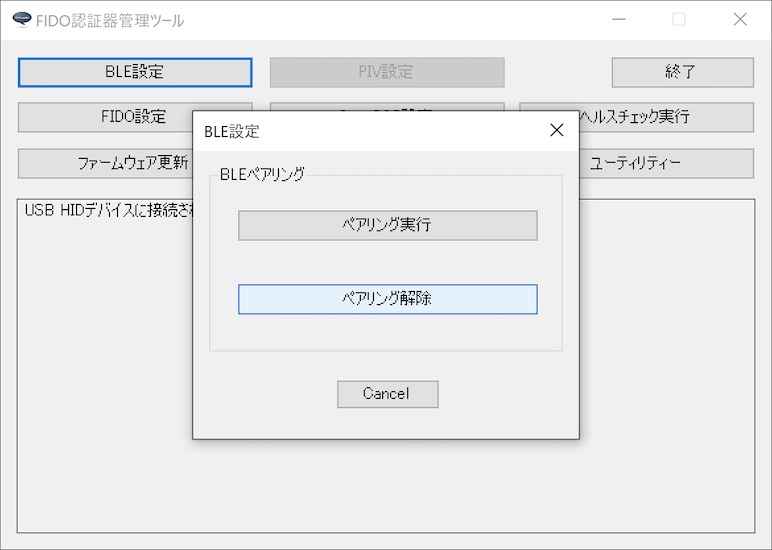 FIDO認証器管理ツール
BLE設定
PIV設定
終了
FIDO設定
ヘルスチェック実行
ファームウェア更新
ユーティリティー
USB HIDデバイスに接続さ
BLE設定
BLEペアリング
ペアリング実行
ペアリング解除
Cancel